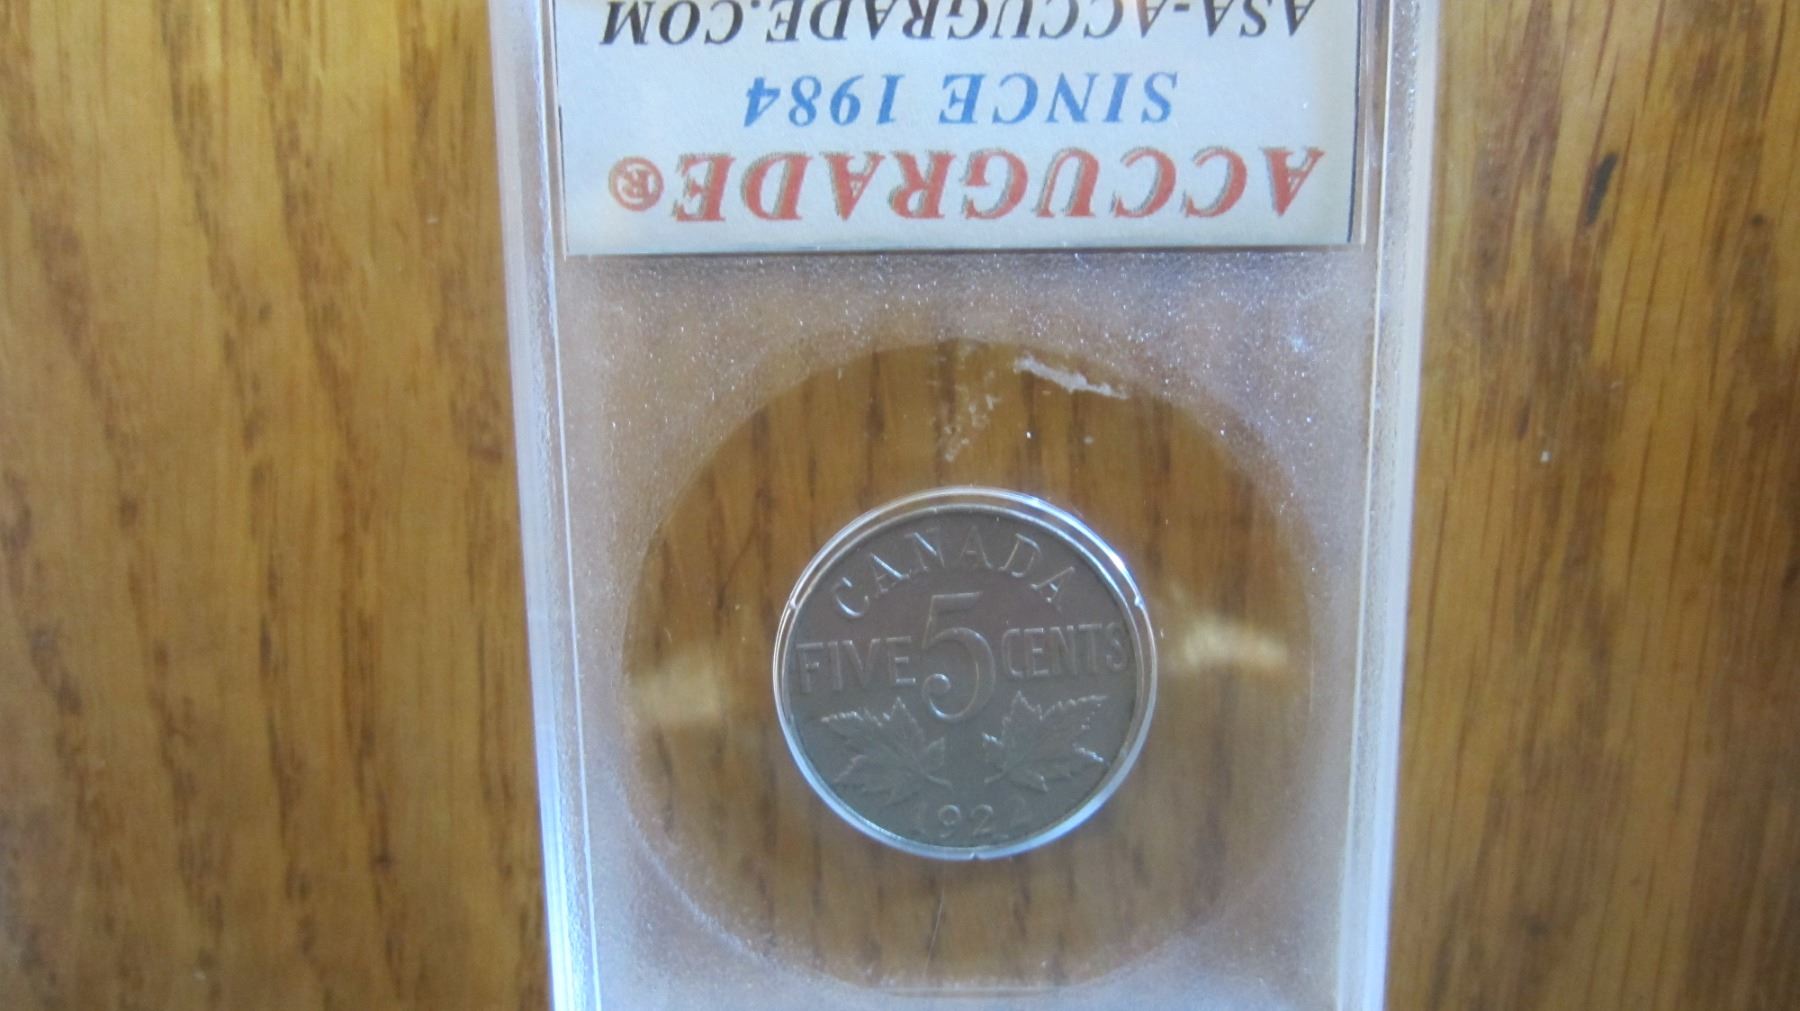 ACCUGRADE®
SINCE 1984
ASA-ACCUGRADE.COM
CANADA
FIVE 5 CENTS